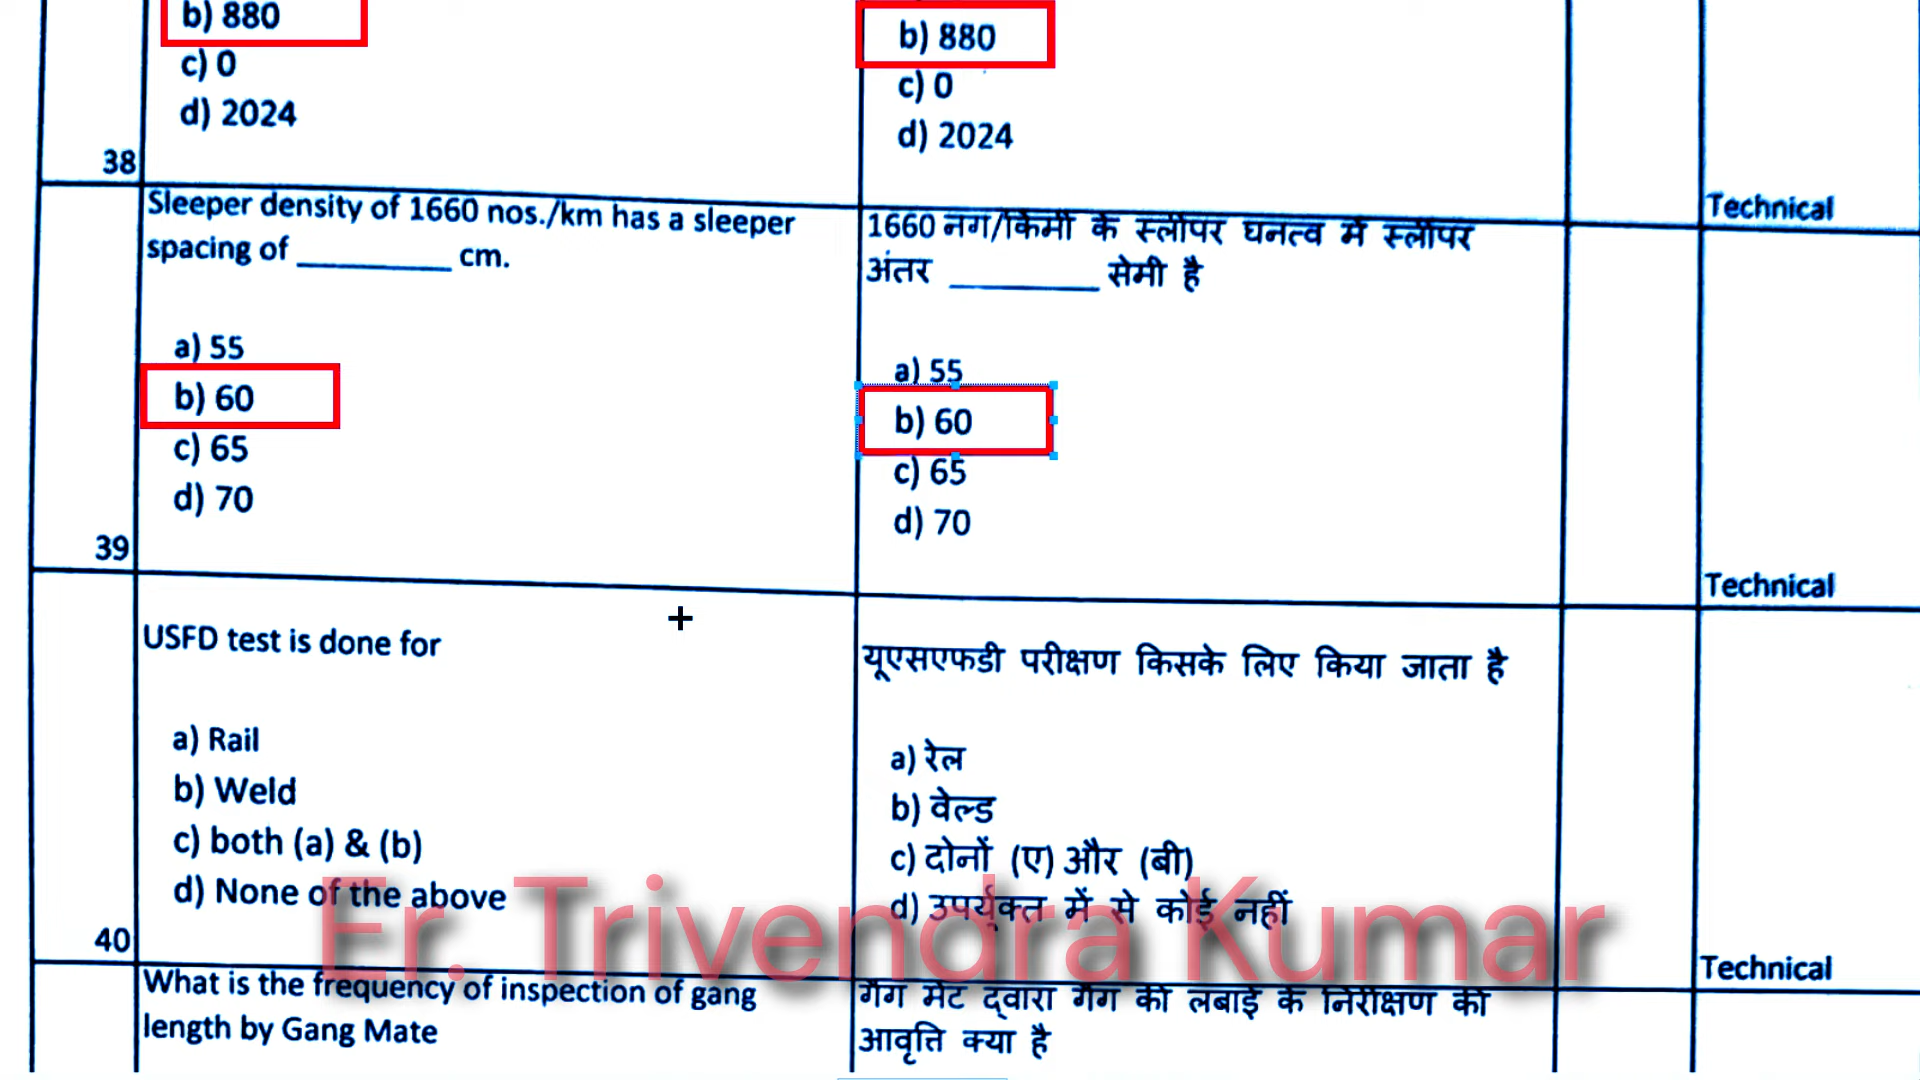 b) 880
c) 0
d) 2024
38
b) 880
c) 0
d) 2024
Technical
Sleeper density of 1660 nos./km has a sleeper
spacing of _________ cm.
a) 55
b) 60
c) 65
d) 70
39
1660 नग/किमी के स्लीपर घनत्व में स्लीपर
अंतर _________ सेमी है
a) 55
b) 60
c) 65
d) 70
Technical
USFD test is done for
a) Rail
b) Weld
c) both (a) & (b)
d) None of the above
40
यूएसएफडी परीक्षण किसके लिए किया जाता है
a) रेल
b) वेल्ड
c) दोनों (ए) और (बी)
d) उपर्युक्त में से कोई नहीं
Technical
Er. Trivendra Kumar
What is the frequency of inspection of gang
length by Gang Mate
गैंग मेट द्वारा गैंग की लंबाई के निरीक्षण की
आवृत्ति क्या है